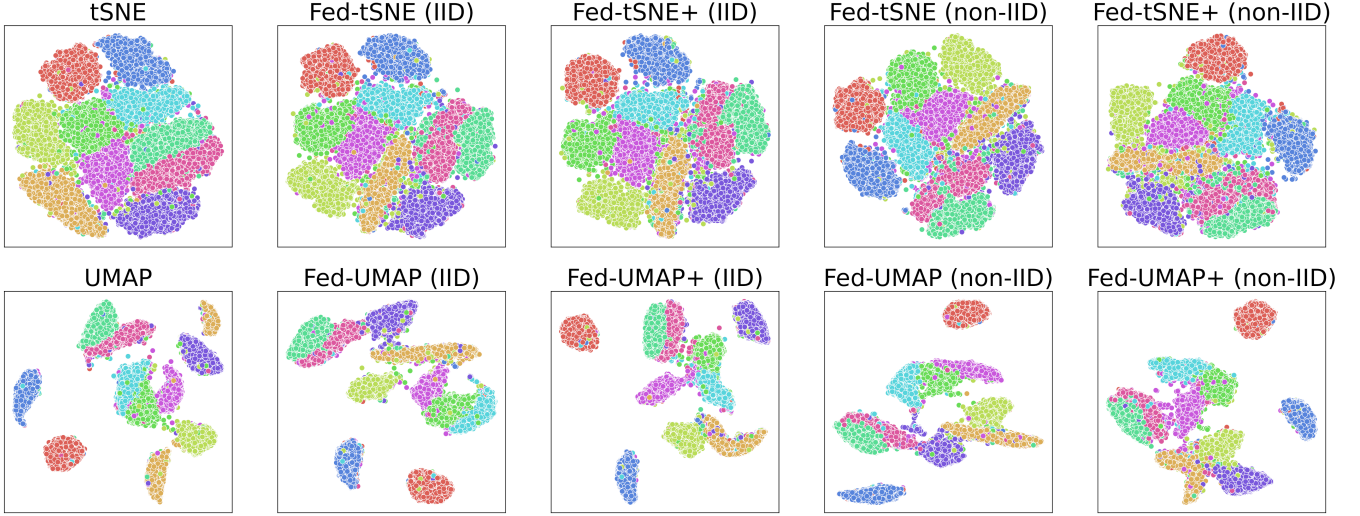 tSNE
Fed-tSNE (IID)
Fed-tSNE+ (IID)
Fed-tSNE (non-IID)
Fed-tSNE+ (non-IID)
UMAP
Fed-UMAP (IID)
Fed-UMAP+ (IID)
Fed-UMAP (non-IID)
Fed-UMAP+ (non-IID)